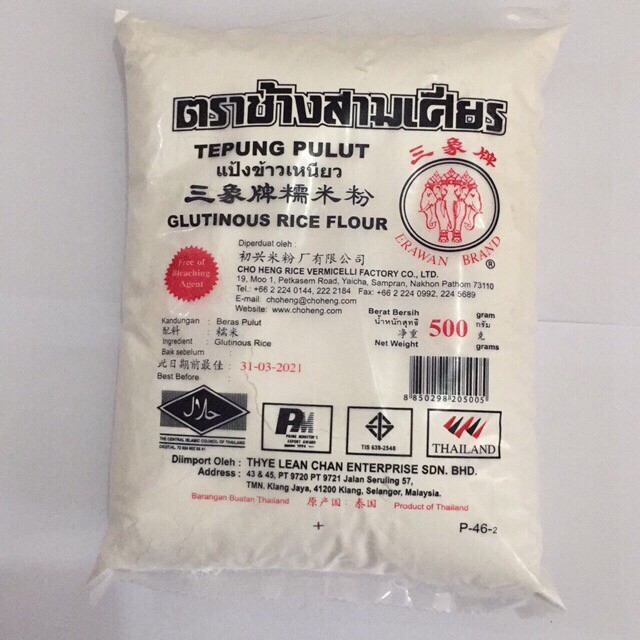 ตราช้างสามเศียร
TEPUNG PULUT
แป้งข้าวเหนียว
三象牌糯米粉
GLUTINOUS RICE FLOUR
三象牌
ERAWAN BRAND
®
Free of
Bleaching
Agent
Diperduat oleh :
初兴米粉厂有限公司
CHO HENG RICE VERMICELLI FACTORY CO., LTD.
19, Moo 1, Petkasem Road, Yaicha, Sampran, Nakhon Pathom 73110
Tel.: +66 2 224 0144, 222 2184 Fax: +66 2 224 0992, 224 5689
E-mail: choheng@choheng.com
Website: www.choheng.com
Kandungan : Beras Pulut
配料 : 糯米
Ingredient : Glutinous Rice
Berat Bersih gram
น้ำหนักสุทธิ 500 กรัม
净重 克
Net Weight grams
Baik sebelum
此日期前最佳 : 31-03-2021
Best Before :
8 850298 205005
حلال
THE CENTRAL ISLAMIC COUNCIL OF THAILAND
PM
PRIME MINISTER'S
EXPORT AWARD
TIS 639-2548
THAILAND
Diimport Oleh : THYE LEAN CHAN ENTERPRISE SDN. BHD.
Address : 43 & 45, PT 9720 PT 9721 Jalan Seruling 57,
TMN. Klang Jaya, 41200 Klang, Selangor, Malaysia.
Barangan Buatan Thailand 原产国 : 泰国 Product of Thailand
P-46-2